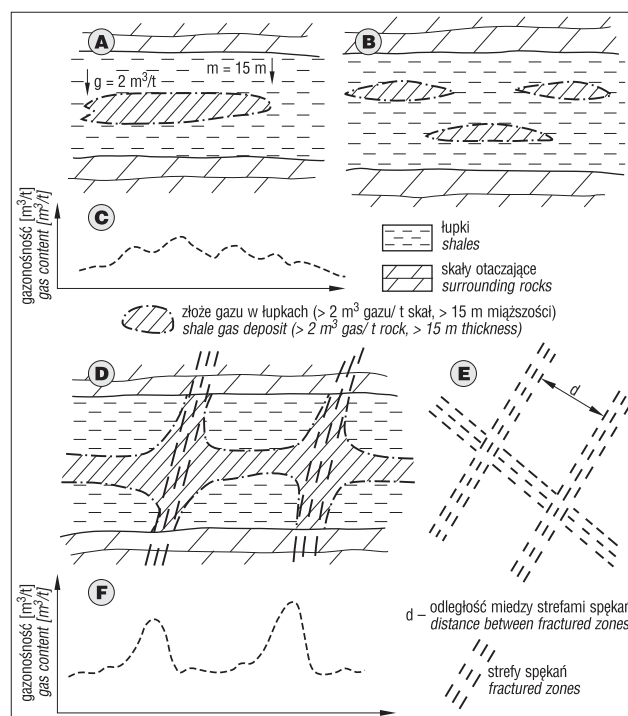 A
B
g = 2 m³/t
m = 15 m
C
gazonośność [m³/t]
gas content [m³/t]
łupki
shales
skały otaczające
surrounding rocks
złoże gazu w łupkach (> 2 m³ gazu/ t skał, > 15 m miąższości)
shale gas deposit (> 2 m³ gas/ t rock, > 15 m thickness)
D
E
d
F
gazonośność [m³/t]
gas content [m³/t]
d – odległość miedzy strefami spękań
distance between fractured zones
strefy spękań
fractured zones